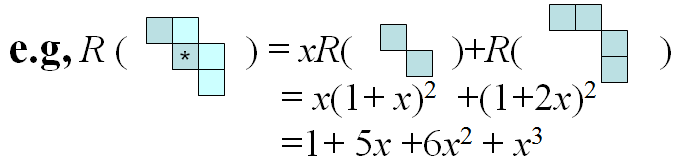 e.g, R ( * ) = xR( )+R( )
= x(1+ x)² +(1+2x)²
=1+ 5x +6x² + x³